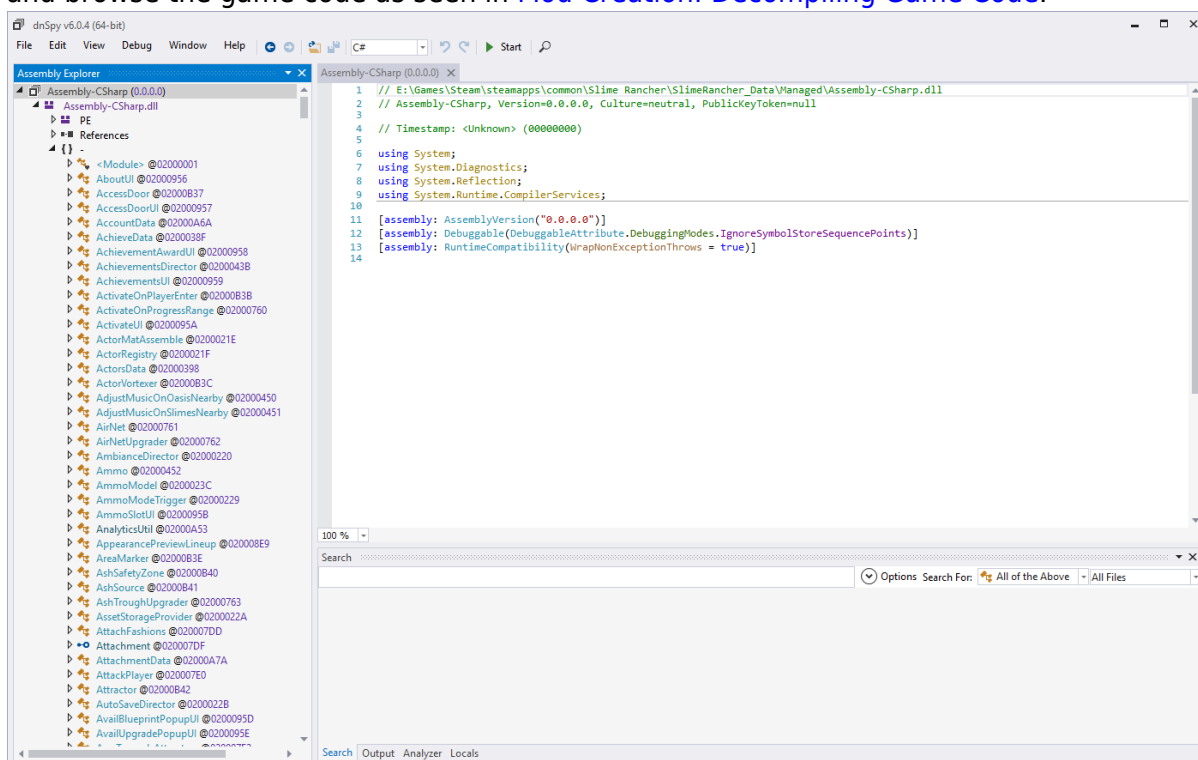 and browse the game code as seen in Mod Creation: Decompiling Game Code.
dnSpy v6.0.4 (64-bit)
File Edit View Debug Window Help C# Start
Assembly Explorer
Assembly-CSharp (0.0.0.0)
Assembly-CSharp.dll
PE
References
{} -
<Module> @02000001
AboutUI @02000956
AccessDoor @02000B37
AccessDoorUI @02000957
AccountData @02000A6A
AchieveData @0200038F
AchievementAwardUI @02000958
AchievementsDirector @0200043B
AchievementsUI @02000959
ActivateOnPlayerEnter @02000B3B
ActivateOnProgressRange @02000760
ActivateUI @0200095A
ActorMatAssemble @0200021E
ActorRegistry @0200021F
ActorsData @02000398
ActorVortexer @02000B3C
AdjustMusicOnOasisNearby @02000450
AdjustMusicOnSlimesNearby @02000451
AirNet @02000761
AirNetUpgrader @02000762
AmbianceDirector @02000220
Ammo @02000452
AmmoModel @0200023C
AmmoModeTrigger @02000229
AmmoSlotUI @0200095B
AnalyticsUtil @02000A53
AppearancePreviewLineup @020008E9
AreaMarker @02000B3E
AshSafetyZone @02000B40
AshSource @02000B41
AshTroughUpgrader @02000763
AssetStorageProvider @0200022A
AttachFashions @020007DD
Attachment @020007DF
AttachmentData @02000A7A
AttackPlayer @020007E0
Attractor @02000B42
AutoSaveDirector @0200022B
AvailBlueprintPopupUI @0200095D
AvailUpgradePopupUI @0200095E
Assembly-CSharp (0.0.0.0)
1 // E:\Games\Steam\steamapps\common\Slime Rancher\SlimeRancher_Data\Managed\Assembly-CSharp.dll
2 // Assembly-CSharp, Version=0.0.0.0, Culture=neutral, PublicKeyToken=null
3
4 // Timestamp: <Unknown> (00000000)
5
6 using System;
7 using System.Diagnostics;
8 using System.Reflection;
9 using System.Runtime.CompilerServices;
10
11 [assembly: AssemblyVersion("0.0.0.0")]
12 [assembly: Debuggable(DebuggableAttribute.DebuggingModes.IgnoreSymbolStoreSequencePoints)]
13 [assembly: RuntimeCompatibility(WrapNonExceptionThrows = true)]
14
100 %
Search
Options Search For: All of the Above All Files
Search Output Analyzer Locals